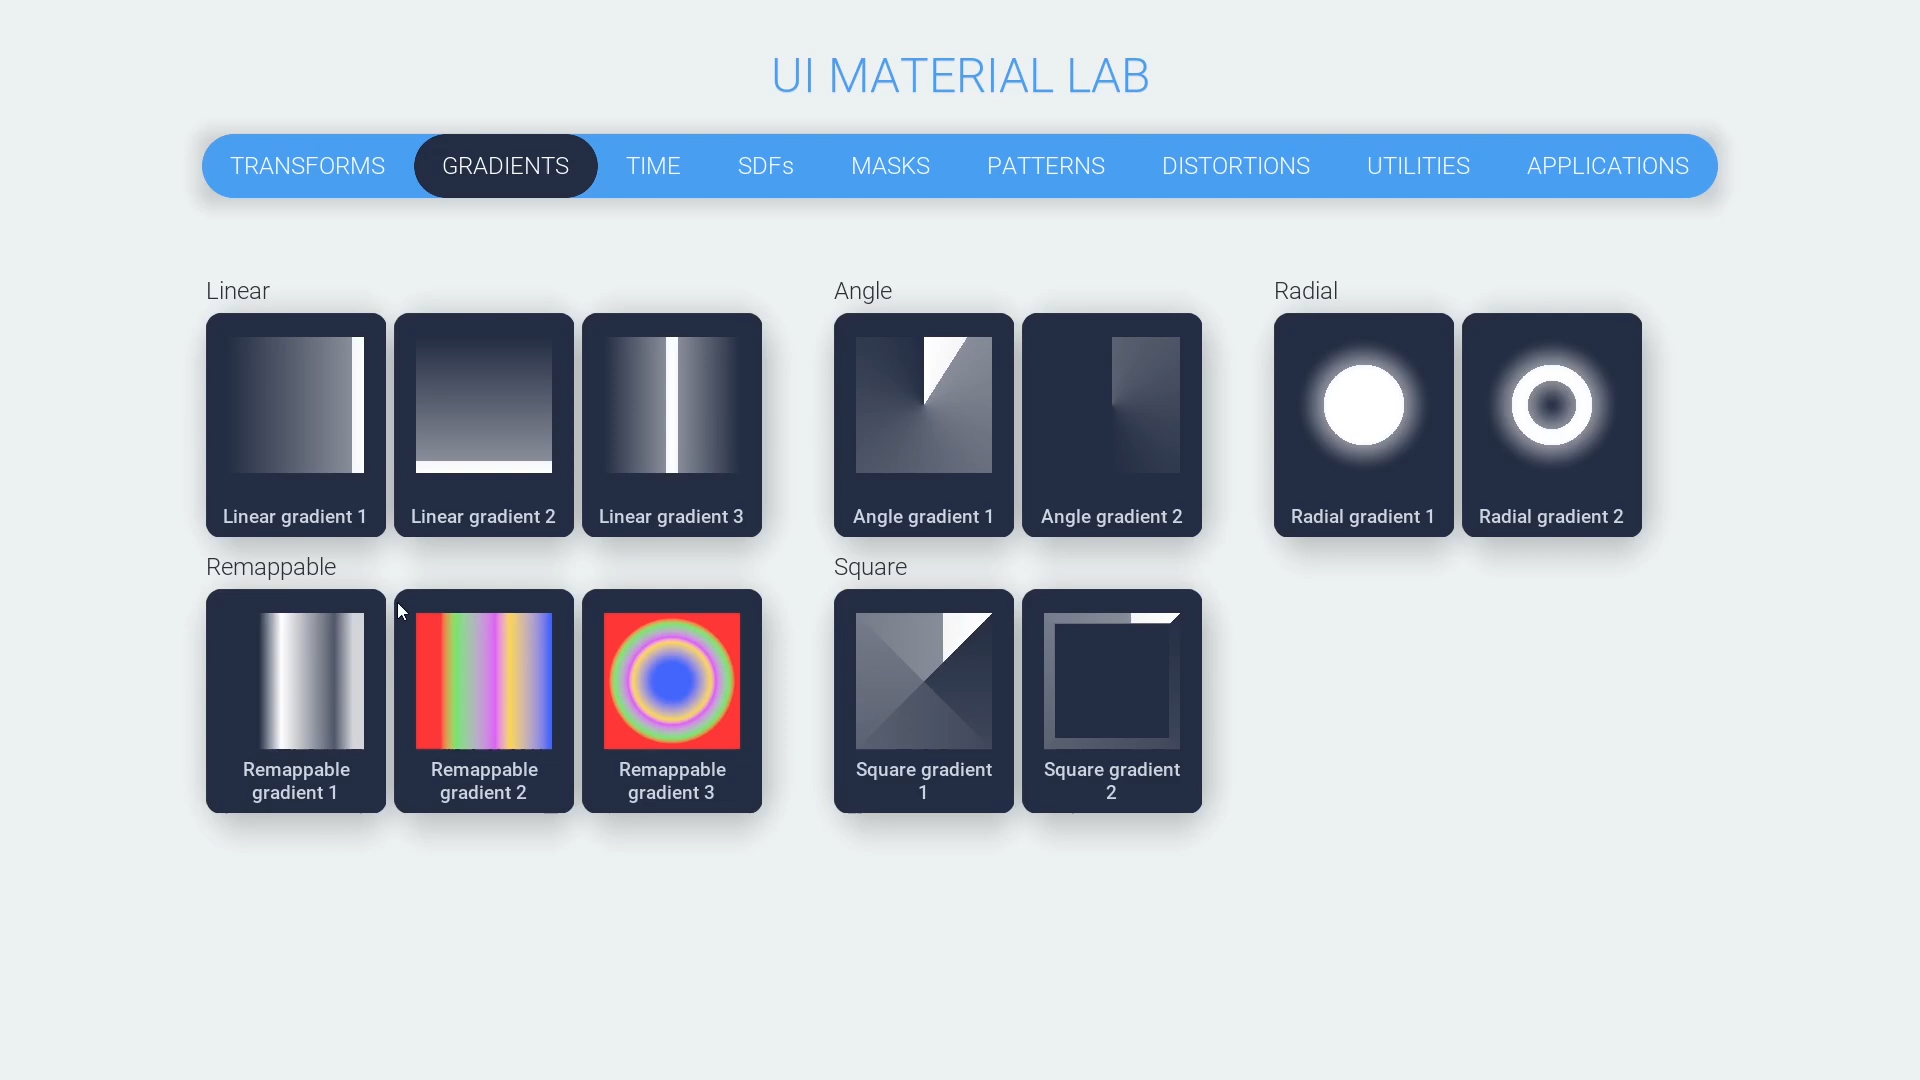 UI MATERIAL LAB
TRANSFORMS GRADIENTS TIME SDFs MASKS PATTERNS DISTORTIONS UTILITIES APPLICATIONS
Linear
Linear gradient 1
Linear gradient 2
Linear gradient 3
Angle
Angle gradient 1
Angle gradient 2
Radial
Radial gradient 1
Radial gradient 2
Remappable
Remappable
gradient 1
Remappable
gradient 2
Remappable
gradient 3
Square
Square gradient
1
Square gradient
2